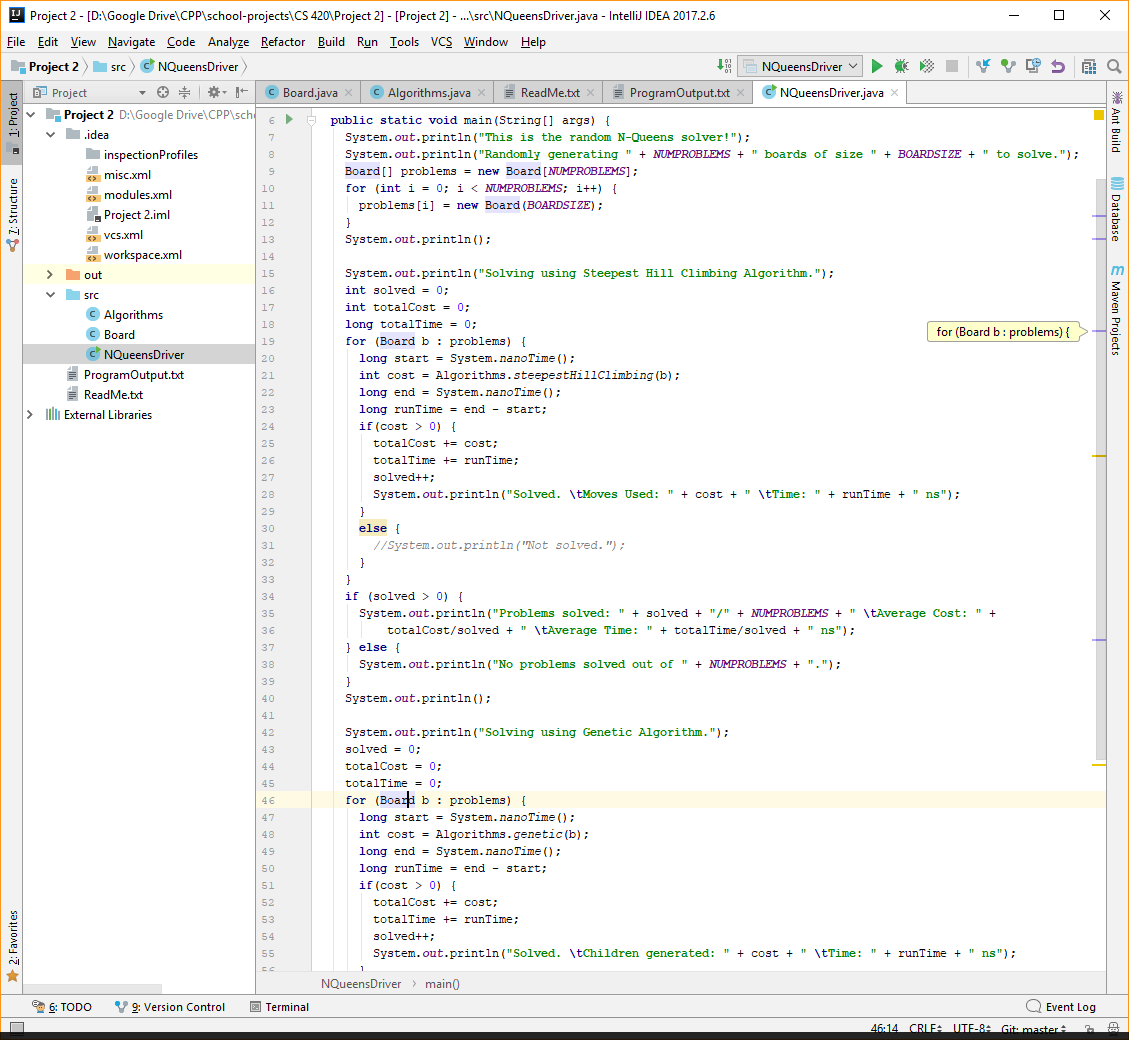 Project 2 - [D:\Google Drive\CPP\school-projects\CS 420\Project 2] - [Project 2] - ...\src\NQueensDriver.java - IntelliJ IDEA 2017.2.6
File Edit View Navigate Code Analyze Refactor Build Run Tools VCS Window Help
Project 2 src NQueensDriver NQueensDriver
Project Board.java Algorithms.java ReadMe.txt ProgramOutput.txt NQueensDriver.java
1: Project
7: Structure
2: Favorites
Project 2 D:\Google Drive\CPP\scho
.idea
inspectionProfiles
misc.xml
modules.xml
Project 2.iml
vcs.xml
workspace.xml
out
src
Algorithms
Board
NQueensDriver
ProgramOutput.txt
ReadMe.txt
External Libraries
6 public static void main(String[] args) {
7 System.out.println("This is the random N-Queens solver!");
8 System.out.println("Randomly generating " + NUMPROBLEMS + " boards of size " + BOARDSIZE + " to solve.");
9 Board[] problems = new Board[NUMPROBLEMS];
10 for (int i = 0; i < NUMPROBLEMS; i++) {
11 problems[i] = new Board(BOARDSIZE);
12 }
13 System.out.println();
14
15 System.out.println("Solving using Steepest Hill Climbing Algorithm.");
16 int solved = 0;
17 int totalCost = 0;
18 long totalTime = 0;
19 for (Board b : problems) {
20 long start = System.nanoTime();
21 int cost = Algorithms.steepestHillClimbing(b);
22 long end = System.nanoTime();
23 long runTime = end - start;
24 if(cost > 0) {
25 totalCost += cost;
26 totalTime += runTime;
27 solved++;
28 System.out.println("Solved. \tMoves Used: " + cost + " \tTime: " + runTime + " ns");
29 }
30 else {
31 //System.out.println("Not solved.");
32 }
33 }
34 if (solved > 0) {
35 System.out.println("Problems solved: " + solved + "/" + NUMPROBLEMS + " \tAverage Cost: " +
36 totalCost/solved + " \tAverage Time: " + totalTime/solved + " ns");
37 } else {
38 System.out.println("No problems solved out of " + NUMPROBLEMS + ".");
39 }
40 System.out.println();
41
42 System.out.println("Solving using Genetic Algorithm.");
43 solved = 0;
44 totalCost = 0;
45 totalTime = 0;
46 for (Board b : problems) {
47 long start = System.nanoTime();
48 int cost = Algorithms.genetic(b);
49 long end = System.nanoTime();
50 long runTime = end - start;
51 if(cost > 0) {
52 totalCost += cost;
53 totalTime += runTime;
54 solved++;
55 System.out.println("Solved. \tChildren generated: " + cost + " \tTime: " + runTime + " ns");
56 }
for (Board b : problems) {
Ant Build
Database
Maven Projects
NQueensDriver main()
6: TODO 9: Version Control Terminal Event Log
46:14 CRLF UTF-8 Git: master